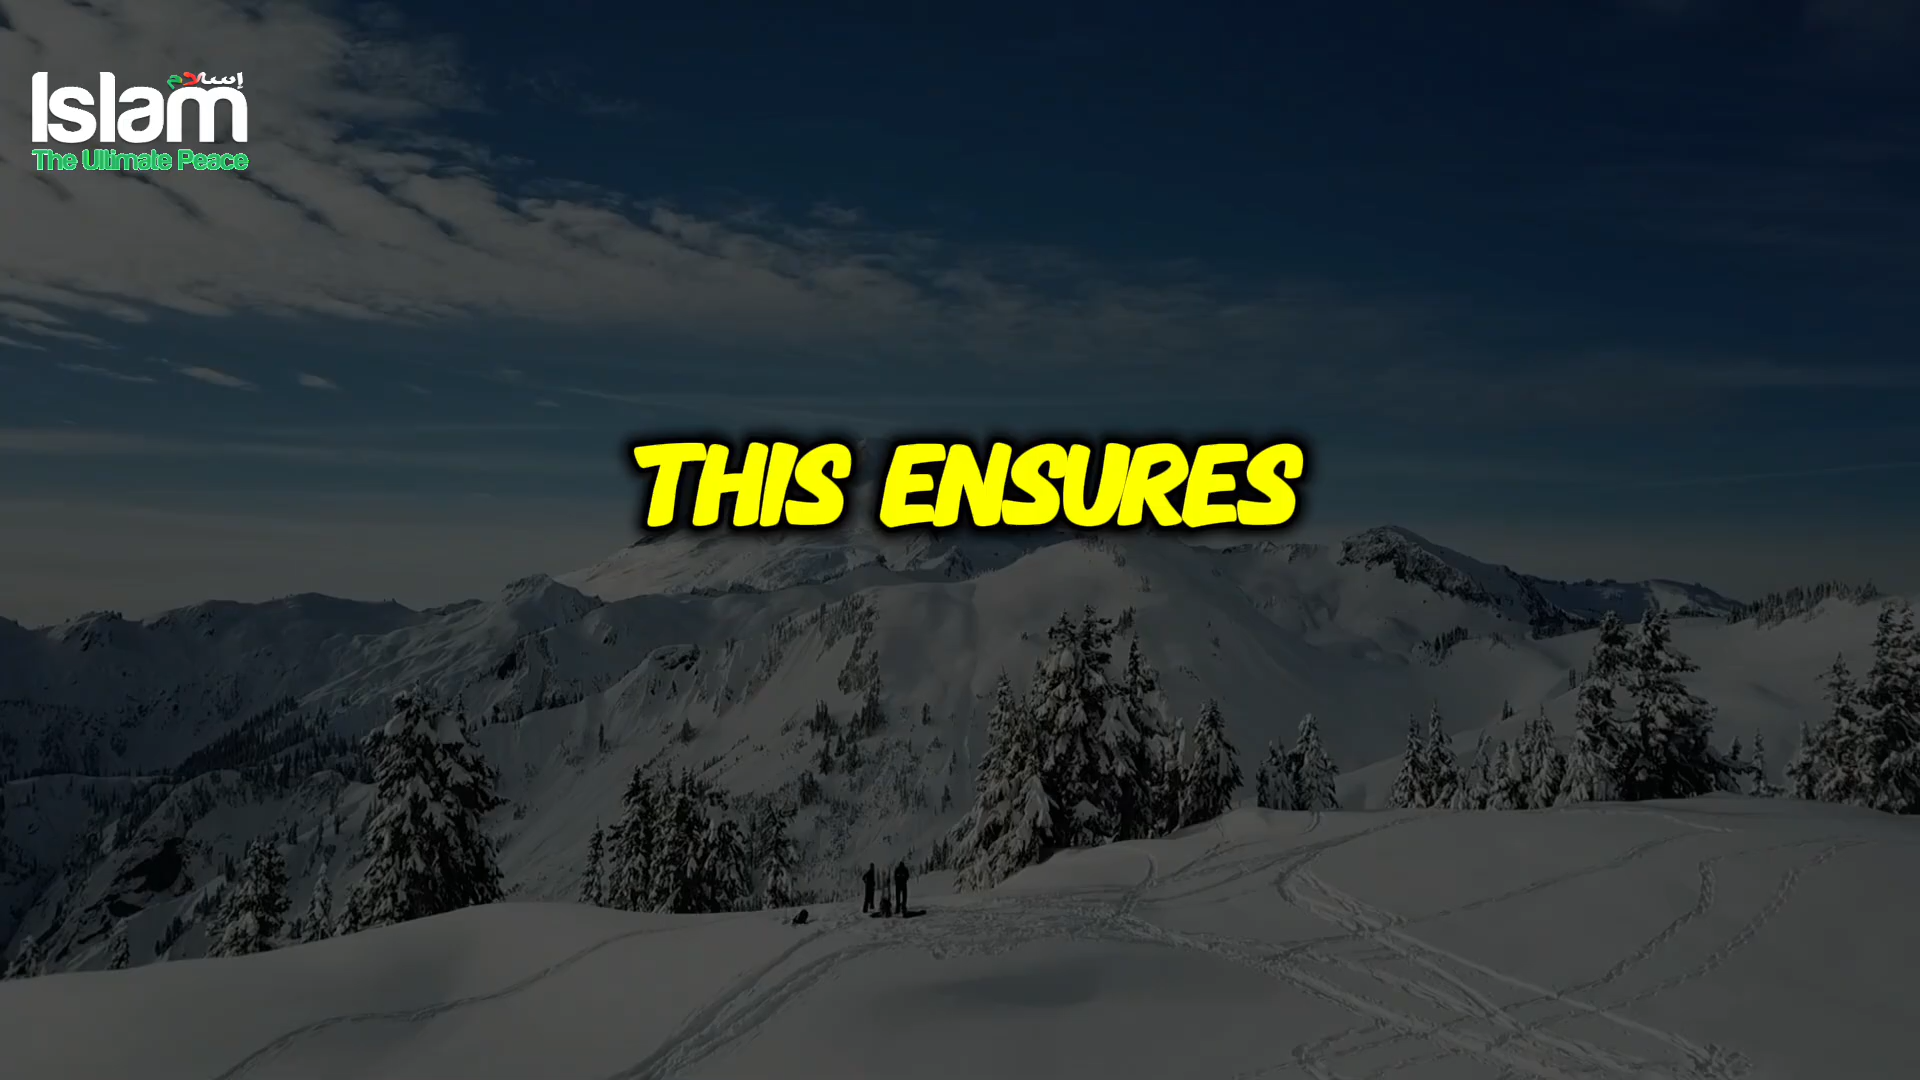 إسلام
Islam
The Ultimate Peace
THIS ENSURES